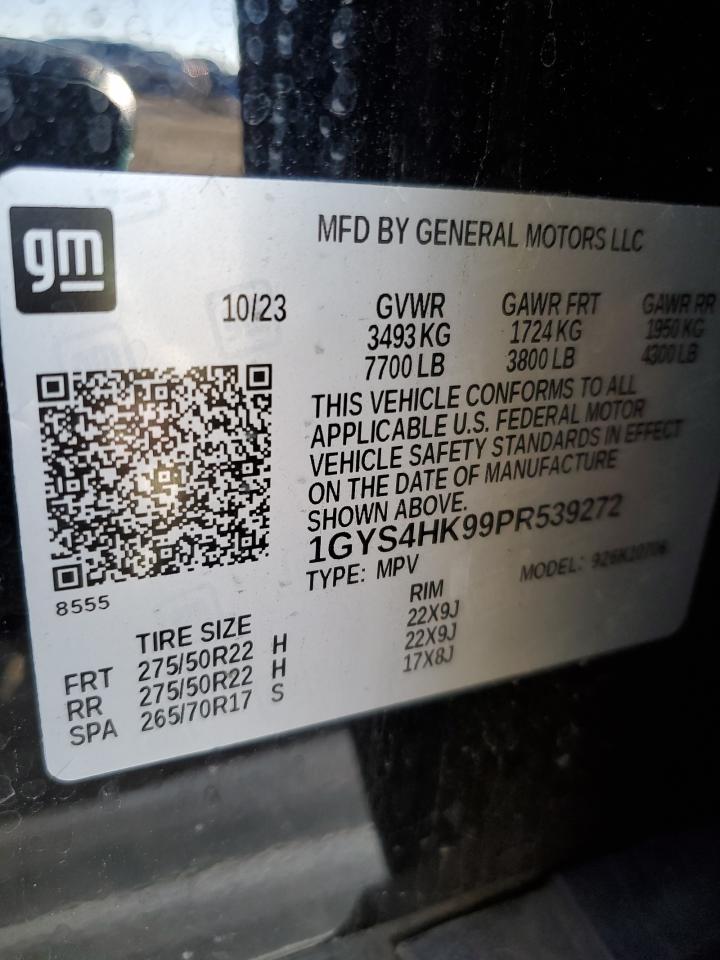 gm
MFD BY GENERAL MOTORS LLC
10/23 GVWR GAWR FRT GAWR RR
3493 KG 1724 KG 1950 KG
7700 LB 3800 LB 4300 LB
THIS VEHICLE CONFORMS TO ALL
APPLICABLE U.S. FEDERAL MOTOR
VEHICLE SAFETY STANDARDS IN EFFECT
ON THE DATE OF MANUFACTURE
SHOWN ABOVE.
1GYS4HK99PR539272
TYPE: MPV MODEL: 926K10706
8555
TIRE SIZE RIM
FRT 275/50R22 H 22X9J
RR 275/50R22 H 22X9J
SPA 265/70R17 S 17X8J